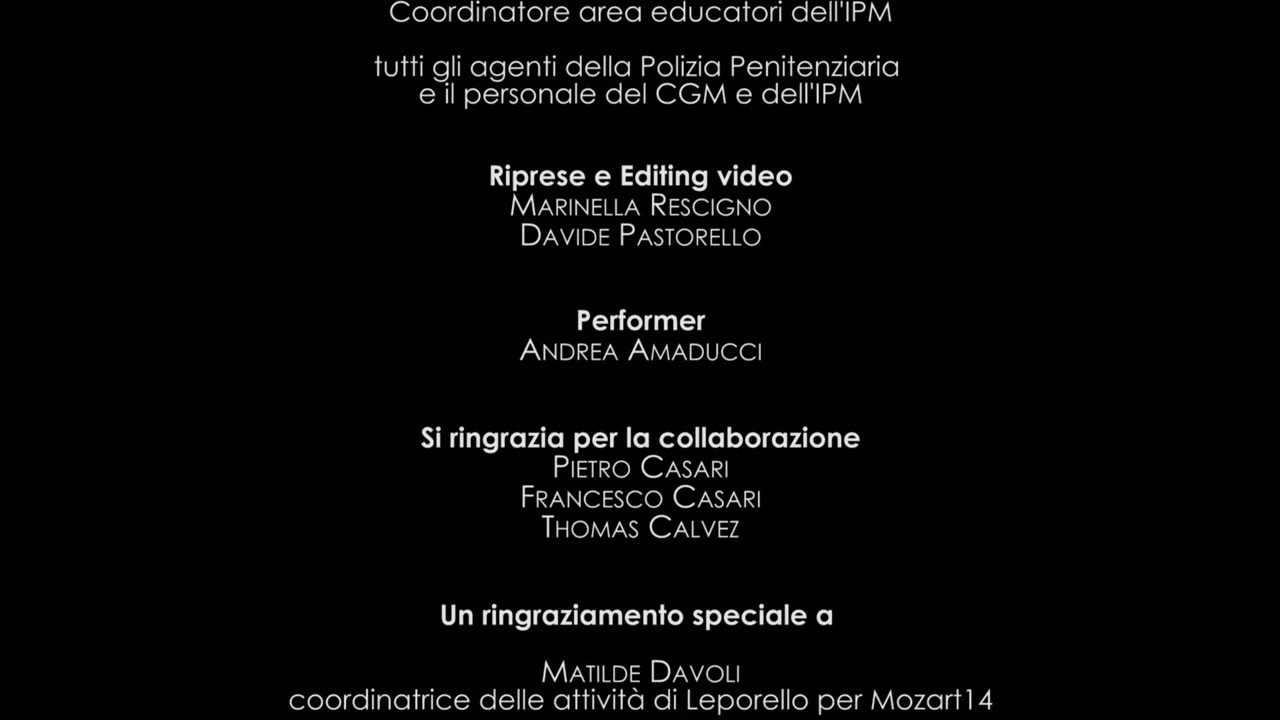 Coordinatore area educatori dell'IPM
tutti gli agenti della Polizia Penitenziaria
e il personale del CGM e dell'IPM
Riprese e Editing video
MARINELLA RESCIGNO
DAVIDE PASTORELLO
Performer
ANDREA AMADUCCI
Si ringrazia per la collaborazione
PIETRO CASARI
FRANCESCO CASARI
THOMAS CALVEZ
Un ringraziamento speciale a
MATILDE DAVOLI
coordinatrice delle attività di Leporello per Mozart14